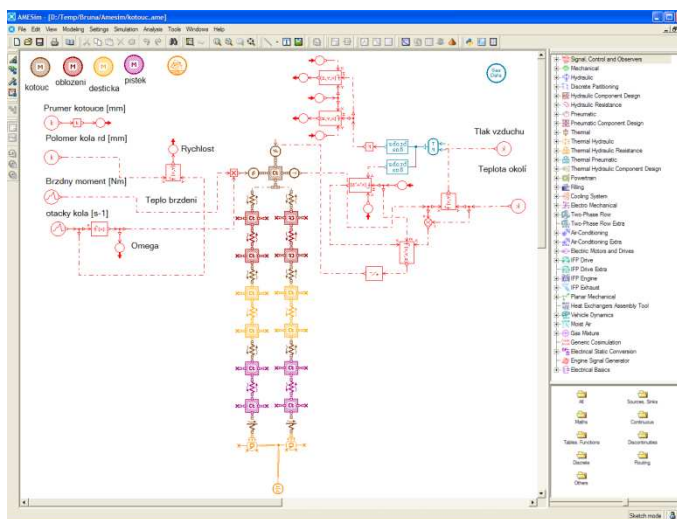 AMESim - [D:/Temp/Bruna/Amesim/kotouc.ame]
File Edit View Modeling Settings Simulation Analysis Tools Windows Help
M M M M
kotouc oblozeni desticka pistek
Prumer kotouce [mm]
Polomer kola rd [mm]
Rychlost
Brzdny moment [Nm]
Teplo brzdeni
otacky kola [s-1]
Omega
Tlak vzduchu
Teplota okolí
Signal, Control and Observers
Mechanical
Hydraulic
Discrete Partitioning
Hydraulic Component Design
Hydraulic Resistance
Pneumatic
Pneumatic Component Design
Thermal
Thermal Hydraulic
Thermal Hydraulic Resistance
Thermal Pneumatic
Thermal Hydraulic Component Design
Powertrain
Filling
Cooling System
Electro Mechanical
Two-Phase Flow
Two-Phase Flow Extra
Air-Conditioning
Air-Conditioning Extra
Electric Motors and Drives
IFP Drive
IFP Drive Extra
IFP Engine
IFP Exhaust
Planar Mechanical
Heat Exchangers Assembly Tool
Vehicle Dynamics
Moist Air
Gas Mixture
Generic Cosimulation
Electrical Static Conversion
Engine Signal Generator
Electrical Basics
All
Sources, Sinks
Maths
Continuous
Tables, Functions
Discontinuities
Discrete
Routing
Others
Sketch mode